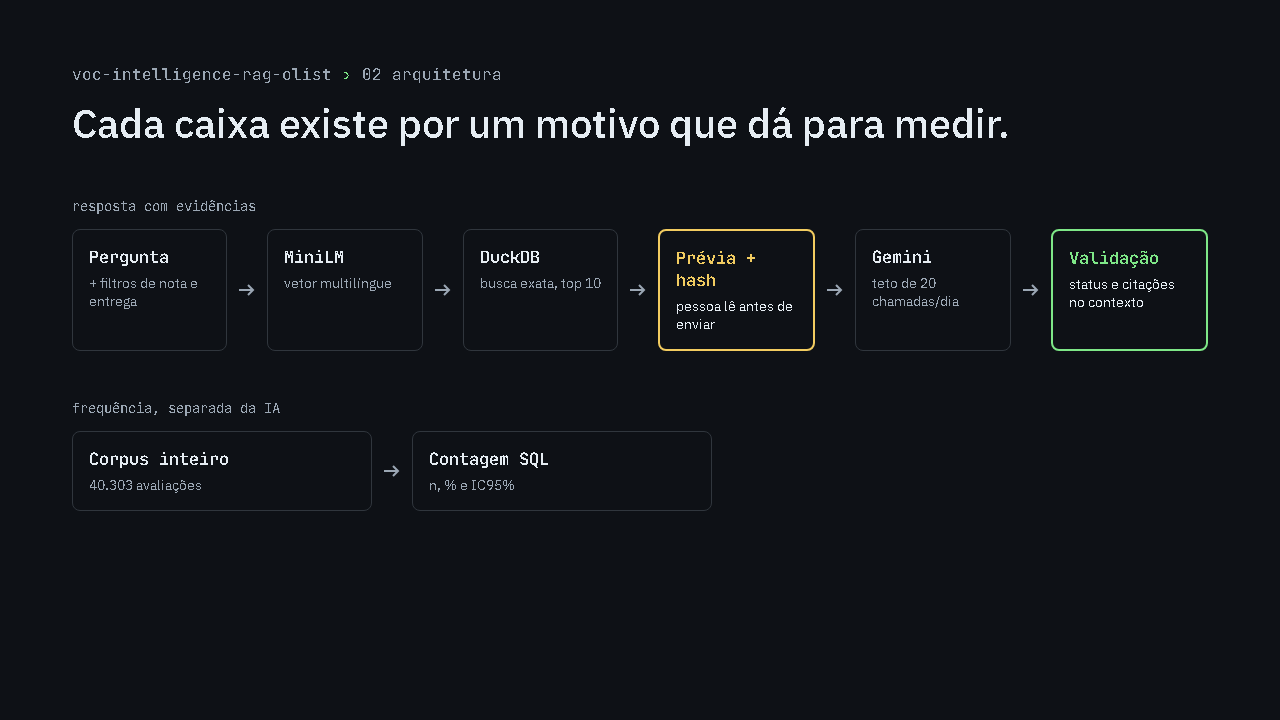 voc-intelligence-rag-olist › 02 arquitetura
Cada caixa existe por um motivo que dá para medir.
resposta com evidências
Pergunta
+ filtros de nota e
entrega
→
MiniLM
vetor multilíngue
→
DuckDB
busca exata, top 10
→
Prévia +
hash
pessoa lê antes de
enviar
→
Gemini
teto de 20
chamadas/dia
→
Validação
status e citações
no contexto
frequência, separada da IA
Corpus inteiro
40.303 avaliações
→
Contagem SQL
n, % e IC95%